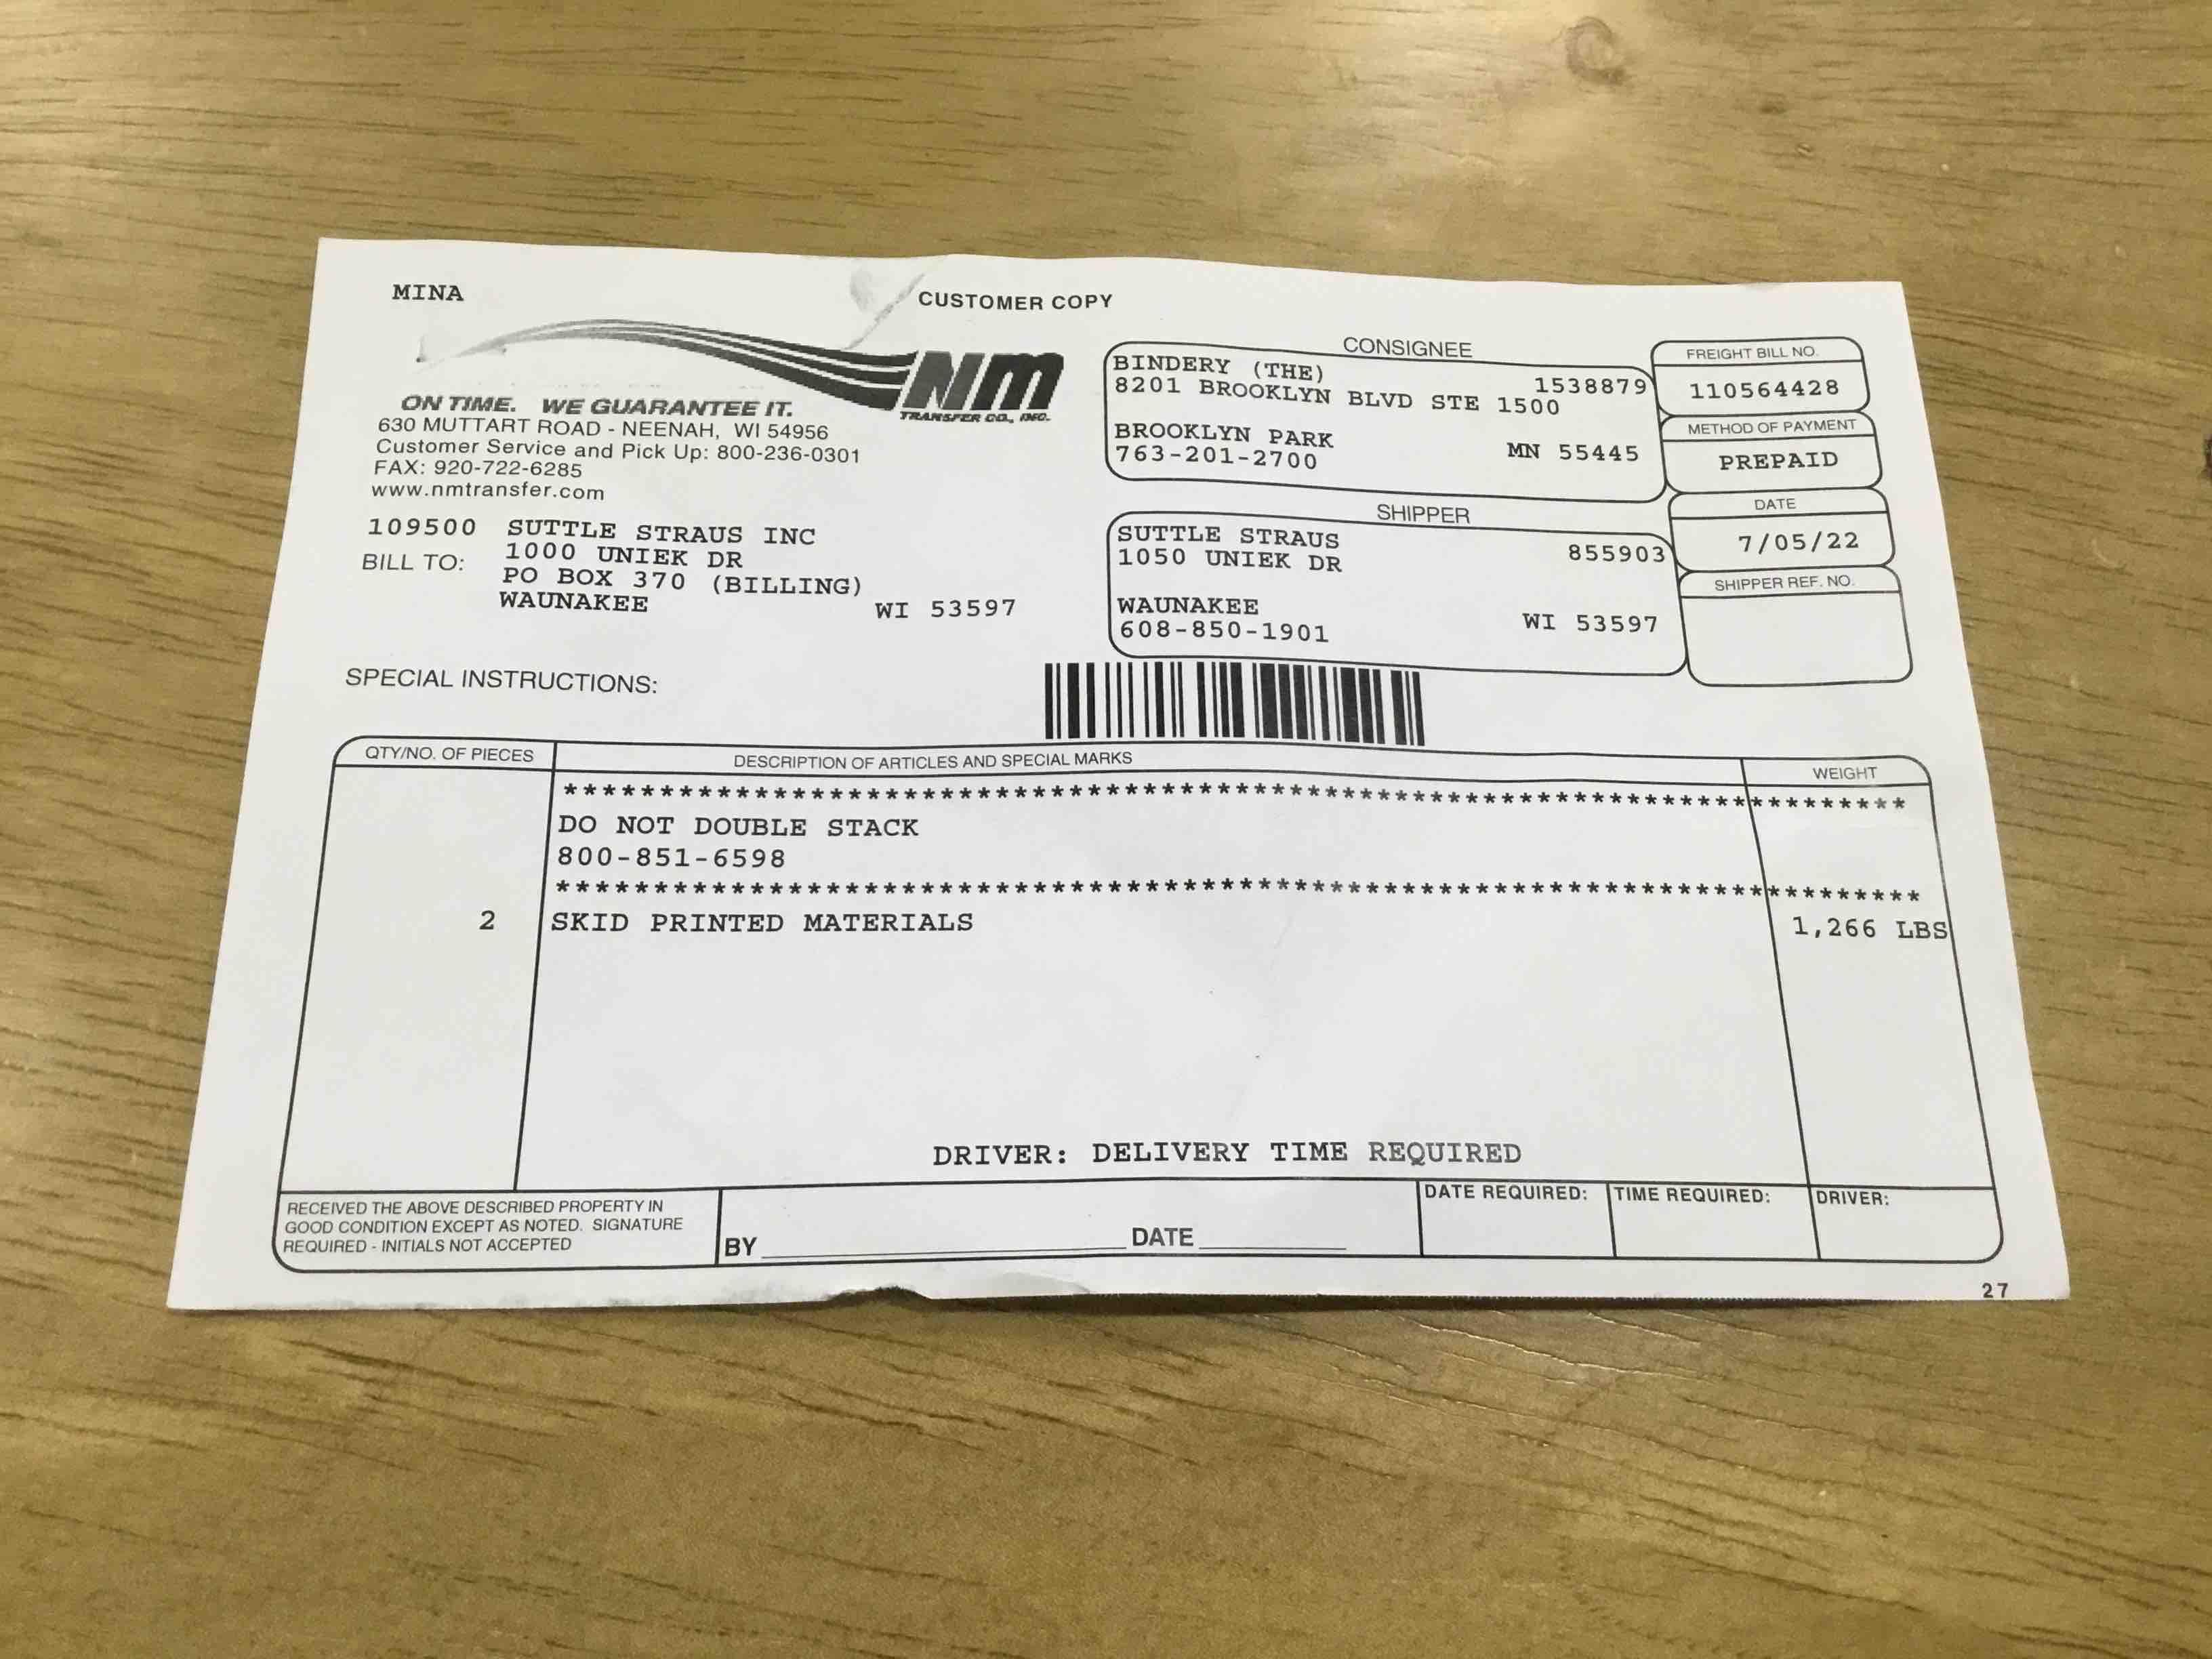 MINA
CUSTOMER COPY
NM
TRANSFER CO., INC.
ON TIME. WE GUARANTEE IT.
630 MUTTART ROAD - NEENAH, WI 54956
Customer Service and Pick Up: 800-236-0301
FAX: 920-722-6285
www.nmtransfer.com
109500 SUTTLE STRAUS INC
BILL TO: 1000 UNIEK DR
PO BOX 370 (BILLING)
WAUNAKEE WI 53597
CONSIGNEE
BINDERY (THE) 1538879
8201 BROOKLYN BLVD STE 1500
BROOKLYN PARK MN 55445
763-201-2700
SHIPPER
SUTTLE STRAUS 855903
1050 UNIEK DR
WAUNAKEE WI 53597
608-850-1901
FREIGHT BILL NO.
110564428
METHOD OF PAYMENT
PREPAID
DATE
7/05/22
SHIPPER REF. NO.
SPECIAL INSTRUCTIONS:
QTY/NO. OF PIECES DESCRIPTION OF ARTICLES AND SPECIAL MARKS WEIGHT
**********************************************************************
DO NOT DOUBLE STACK
800-851-6598
**********************************************************************
2 SKID PRINTED MATERIALS 1,266 LBS
DRIVER: DELIVERY TIME REQUIRED
RECEIVED THE ABOVE DESCRIBED PROPERTY IN
GOOD CONDITION EXCEPT AS NOTED. SIGNATURE
REQUIRED - INITIALS NOT ACCEPTED
BY DATE
DATE REQUIRED: TIME REQUIRED: DRIVER:
27